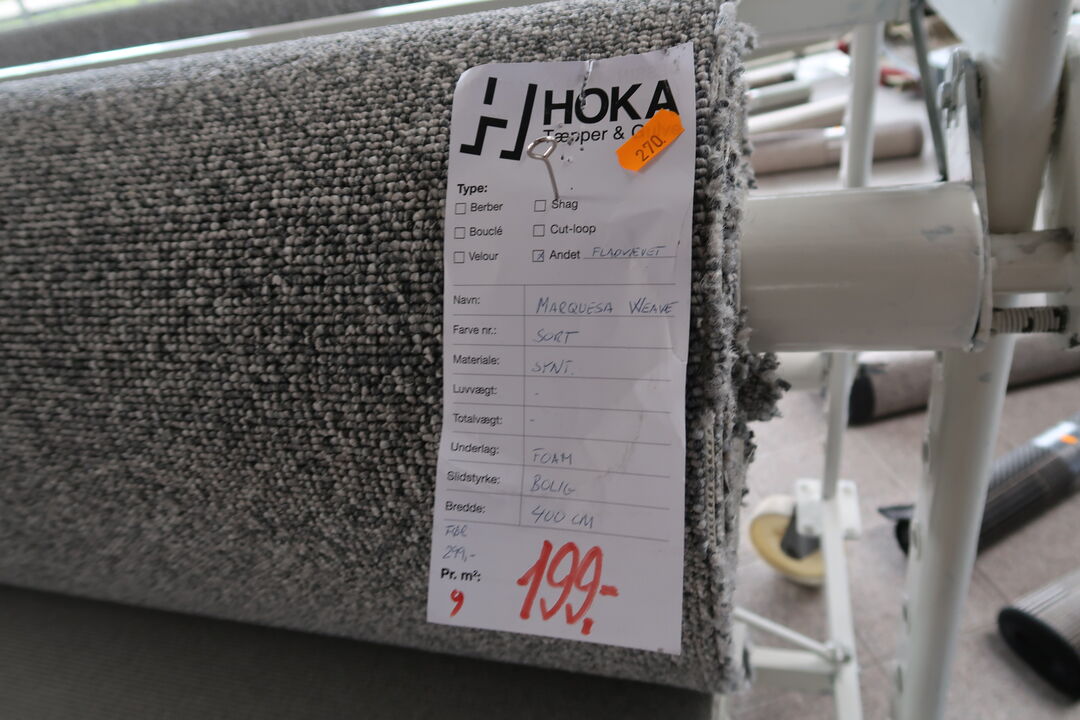 HOKA
Tæpper & G
270.
Type:
Berber
Shag
Bouclé
Cut-loop
Velour
Andet FLADVÆVET
Navn: MARQUESA WEAVE
Farve nr.: SORT
Materiale: SYNT.
Luvvægt: -
Totalvægt: -
Underlag: FOAM
Slidstyrke: BOLIG
Bredde: 400 CM
FØR
299,-
Pr. m²: 199,-
9